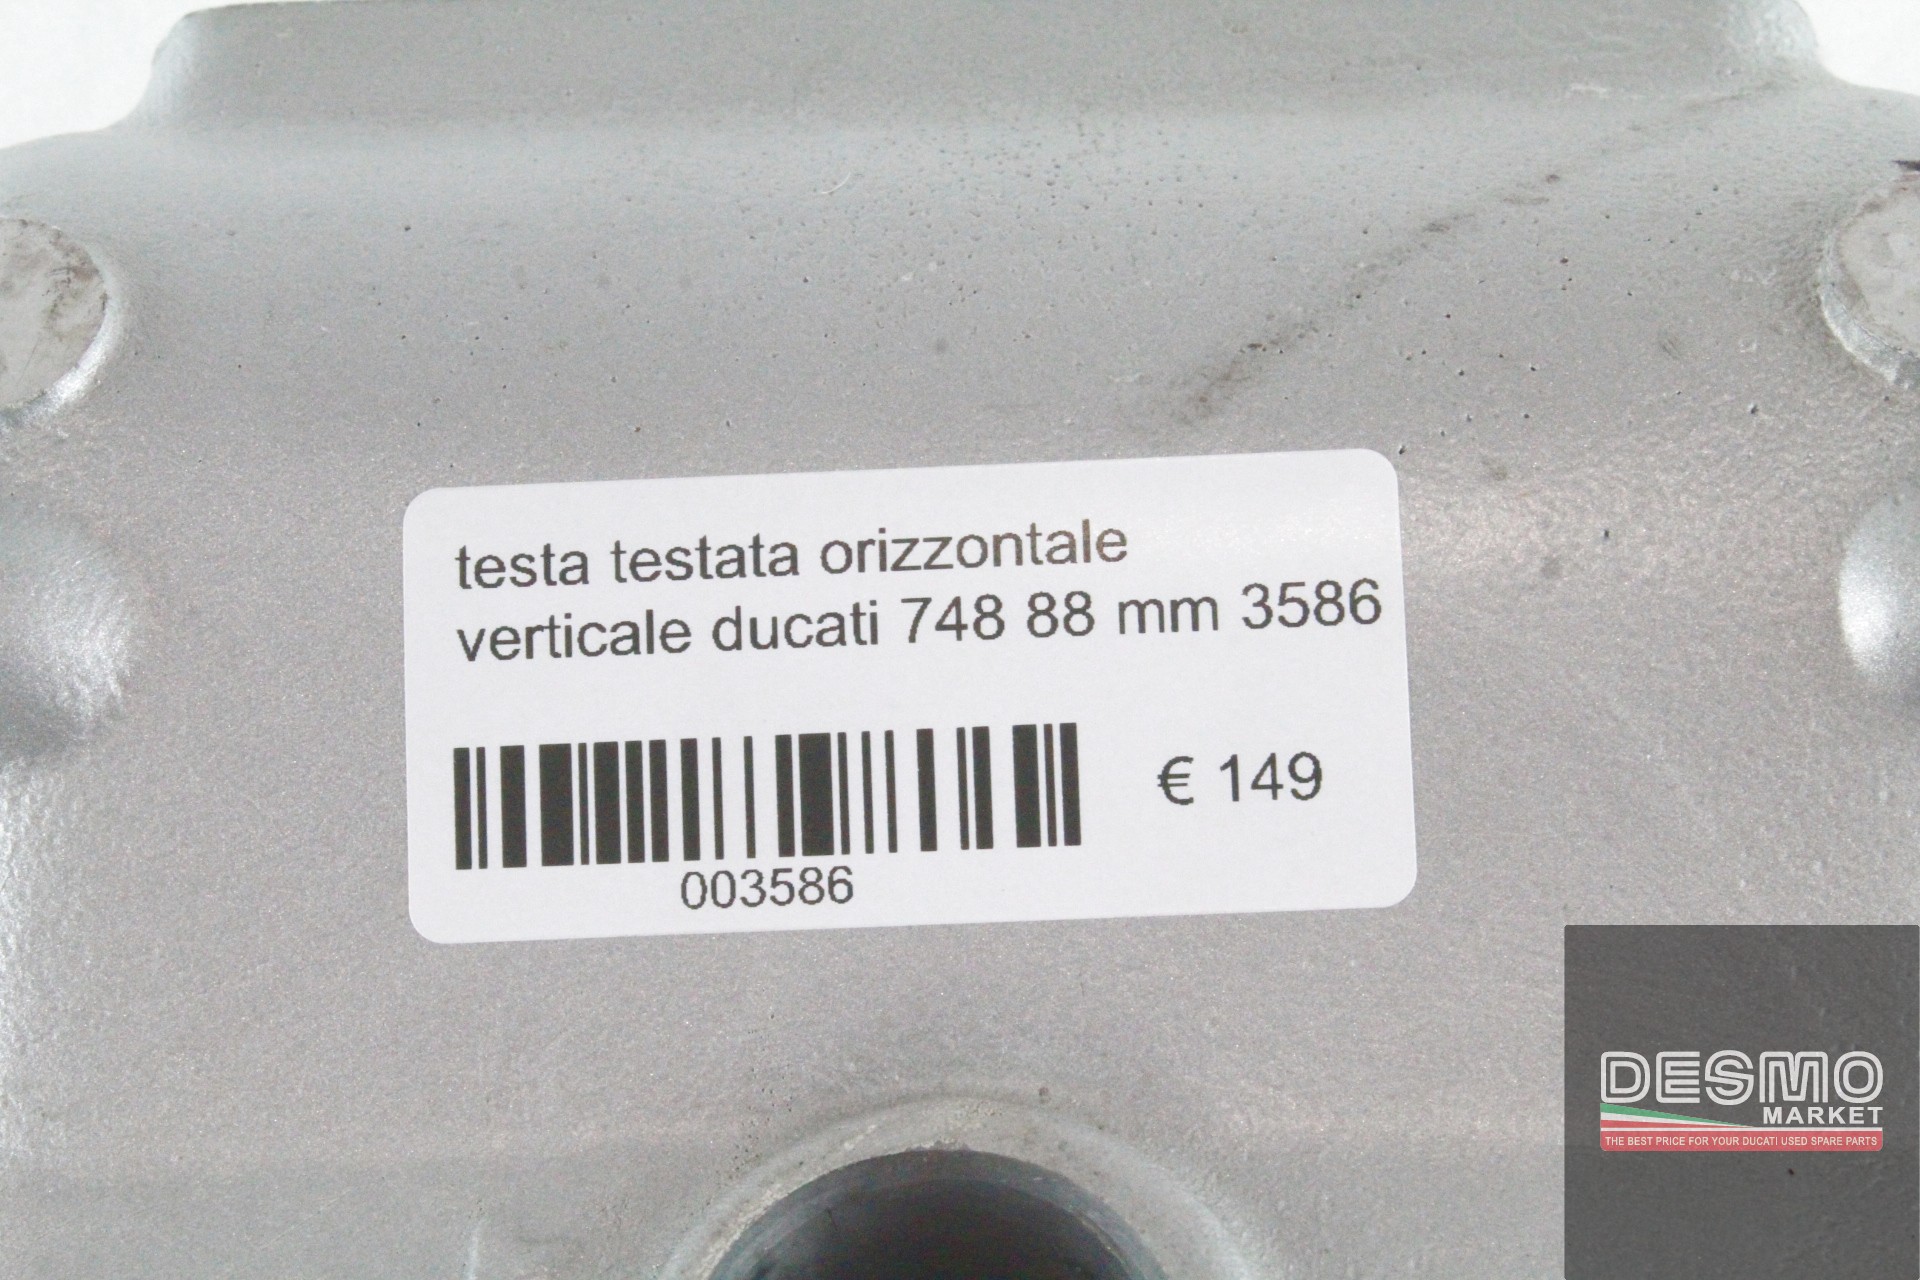 testa testata orizzontale
verticale ducati 748 88 mm 3586
€ 149
003586
DESMO
MARKET
THE BEST PRICE FOR YOUR DUCATI USED SPARE PARTS